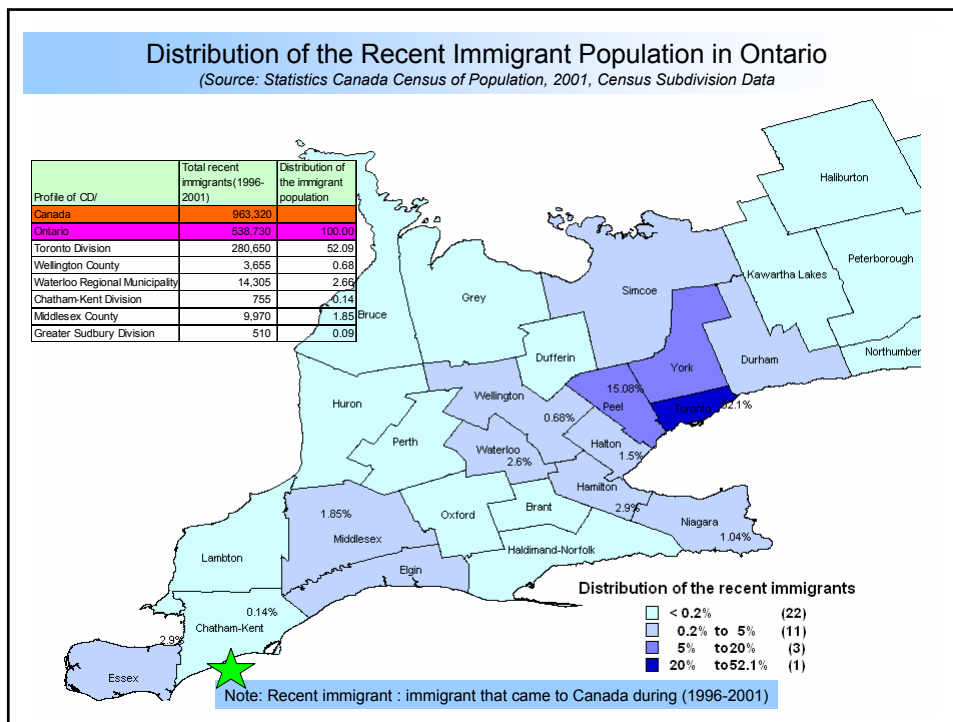 Distribution of the Recent Immigrant Population in Ontario
(Source: Statistics Canada Census of Population, 2001, Census Subdivision Data
Profile of CD/ Total recent immigrants(1996-2001) Distribution of the immigrant population
Canada 963,320
Ontario 538,730 100.00
Toronto Division 280,650 52.09
Wellington County 3,655 0.68
Waterloo Regional Municipality 14,305 2.66
Chatham-Kent Division 755 0.14
Middlesex County 9,970 1.85
Greater Sudbury Division 510 0.09
Haliburton
Peterborough
Kawartha Lakes
Simcoe
Grey
Bruce
Northumber
Durham
Dufferin
York
15.08%
Peel
Toronto 52.1%
Wellington
Huron
0.68%
Perth
Halton
Waterloo
1.5%
2.6%
Hamilton
2.9%
Brant
Oxford
Niagara
1.04%
1.85%
Middlesex
Haldimand-Norfolk
Lambton
Elgin
0.14%
Chatham-Kent
2.9%
Essex
Distribution of the recent immigrants
< 0.2% (22)
0.2% to 5% (11)
5% to20% (3)
20% to52.1% (1)
Note: Recent immigrant : immigrant that came to Canada during (1996-2001)